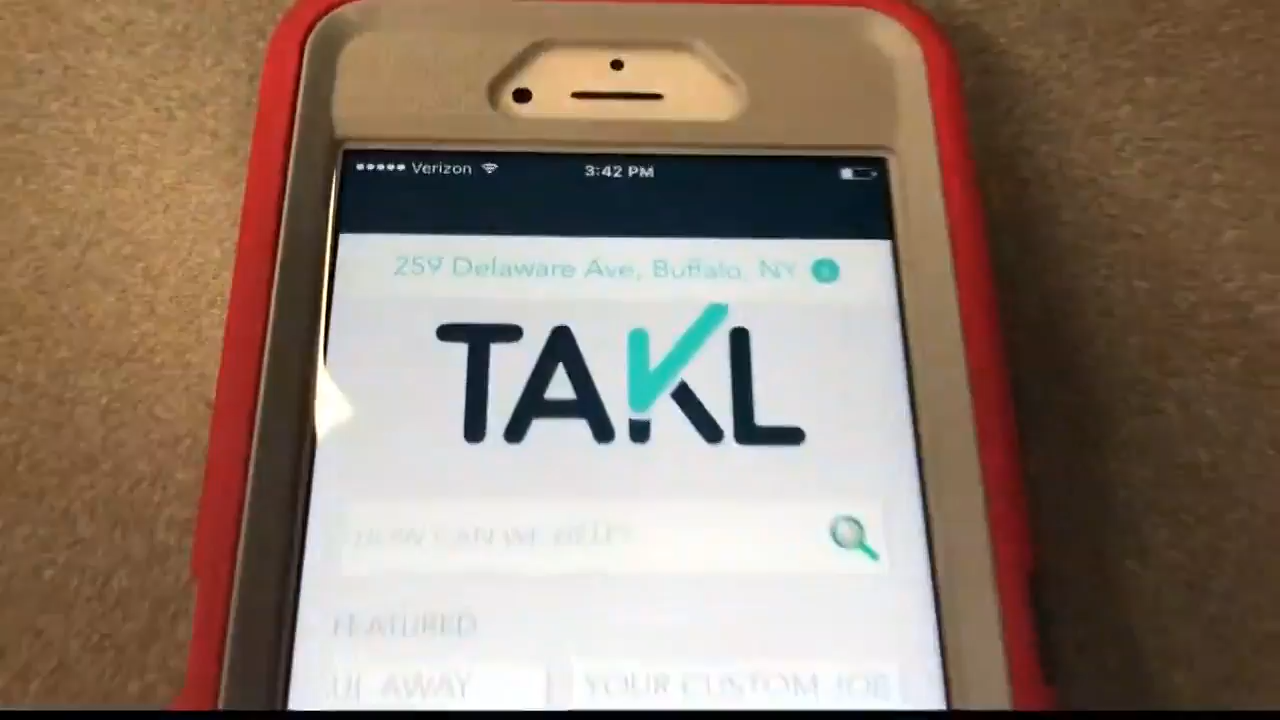 Verizon 3:42 PM
259 Delaware Ave, Buffalo, NY
TAKL
HOW CAN WE HELP?
FEATURED
UL AWAY YOUR CUSTOM JOB